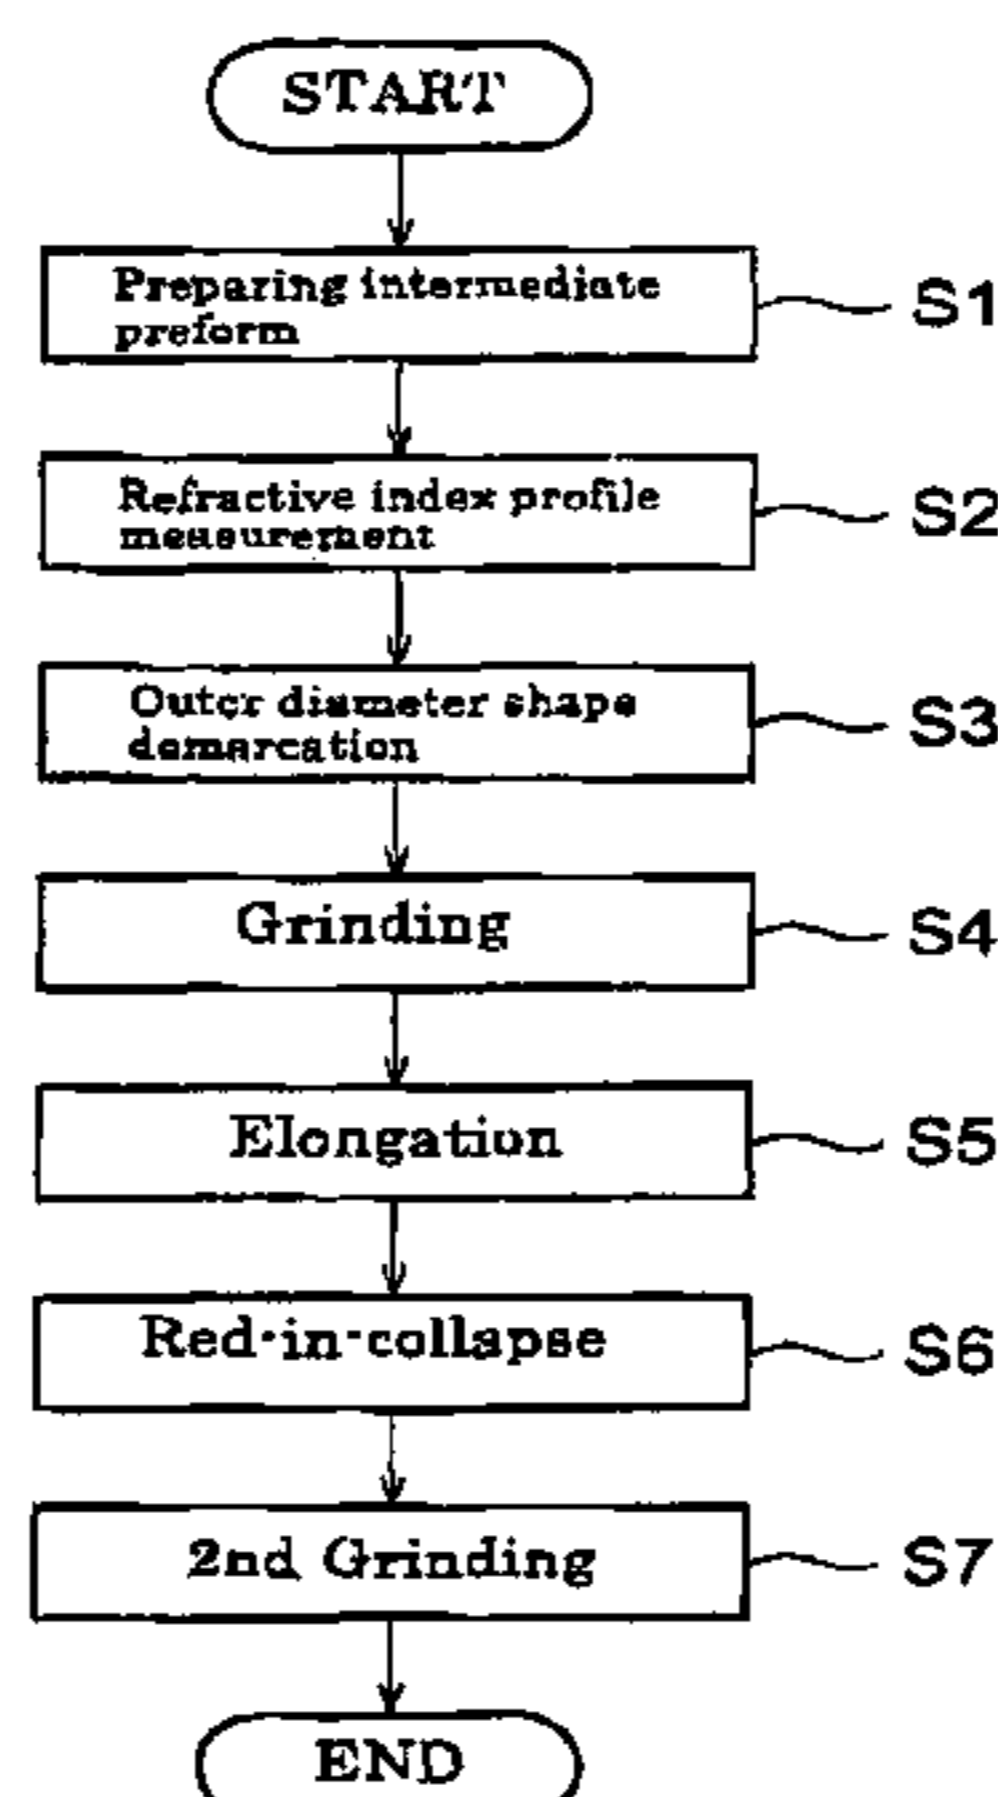 START
Preparing intermediate
preform
S1
Refractive index profile
measurement
S2
Outer diameter shape
demarcation
S3
Grinding
S4
Elongation
S5
Red-in-collapse
S6
2nd Grinding
S7
END